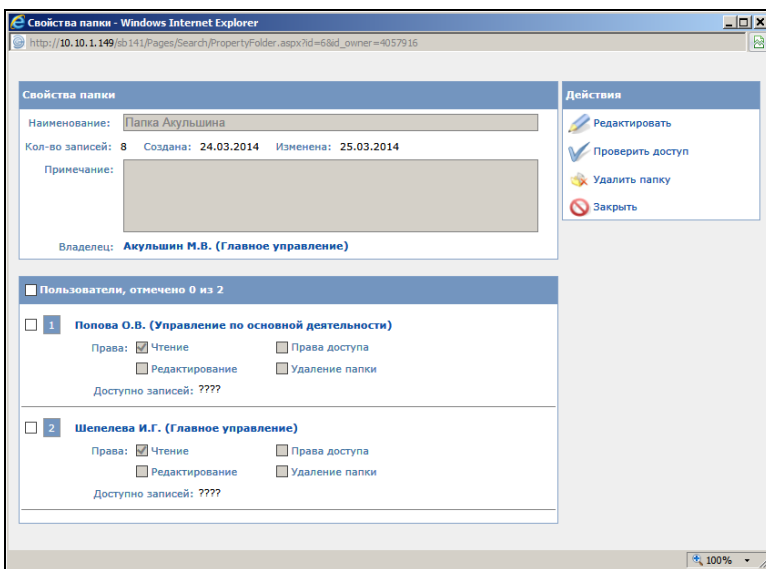 Свойства папки - Windows Internet Explorer
http://10.10.1.149/sb141/Pages/Search/PropertyFolder.aspx?id=6&id_owner=4057916
Свойства папки
Наименование: Папка Акульшина
Кол-во записей: 8 Создана: 24.03.2014 Изменена: 25.03.2014
Примечание:
Владелец: Акульшин М.В. (Главное управление)
Действия
Редактировать
Проверить доступ
Удалить папку
Закрыть
Пользователи, отмечено 0 из 2
1 Попова О.В. (Управление по основной деятельности)
Права: Чтение Права доступа
Редактирование Удаление папки
Доступно записей: ????
2 Шепелева И.Г. (Главное управление)
Права: Чтение Права доступа
Редактирование Удаление папки
Доступно записей: ????
100%